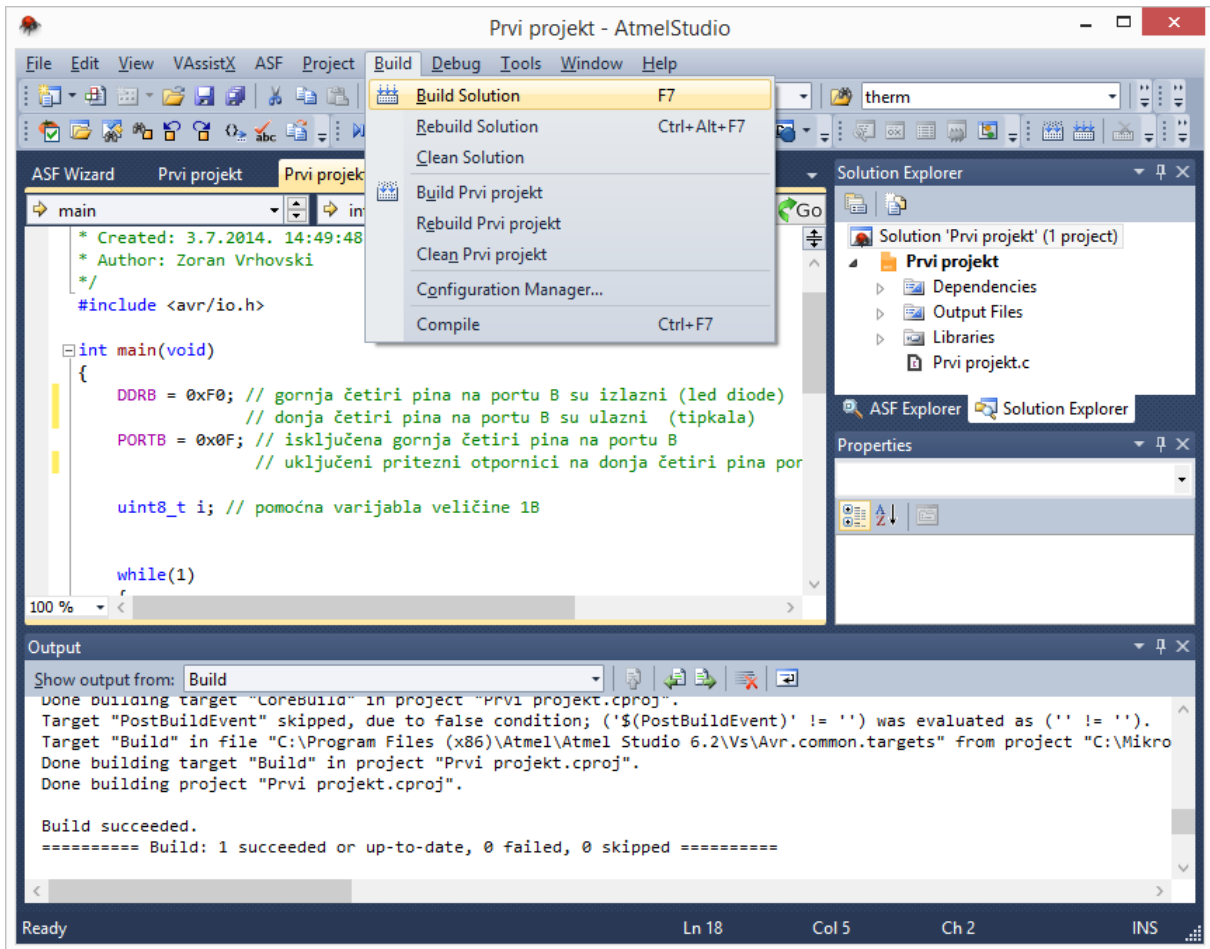 Prvi projekt - AtmelStudio
File Edit View VAssistX ASF Project Build Debug Tools Window Help
Build Solution F7
therm
Rebuild Solution Ctrl+Alt+F7
Clean Solution
Build Prvi projekt
Rebuild Prvi projekt
Clean Prvi projekt
Configuration Manager...
Compile Ctrl+F7
ASF Wizard Prvi projekt Prvi projek
main in Go
* Created: 3.7.2014. 14:49:48
* Author: Zoran Vrhovski
*/
#include <avr/io.h>
int main(void)
{
DDRB = 0xF0; // gornja četiri pina na portu B su izlazni (led diode)
// donja četiri pina na portu B su ulazni (tipkala)
PORTB = 0x0F; // isključena gornja četiri pina na portu B
// uključeni pritezni otpornici na donja četiri pina por
uint8_t i; // pomoćna varijabla veličine 1B
while(1)
{
100 %
Solution Explorer
Solution 'Prvi projekt' (1 project)
Prvi projekt
Dependencies
Output Files
Libraries
Prvi projekt.c
ASF Explorer Solution Explorer
Properties
Output
Show output from: Build
Done building target "CoreBuild" in project "Prvi projekt.cproj".
Target "PostBuildEvent" skipped, due to false condition; ('$(PostBuildEvent)' != '') was evaluated as ('' != '').
Target "Build" in file "C:\Program Files (x86)\Atmel\Atmel Studio 6.2\Vs\Avr.common.targets" from project "C:\Mikro
Done building target "Build" in project "Prvi projekt.cproj".
Done building project "Prvi projekt.cproj".
Build succeeded.
========== Build: 1 succeeded or up-to-date, 0 failed, 0 skipped ==========
Ready Ln 18 Col 5 Ch 2 INS